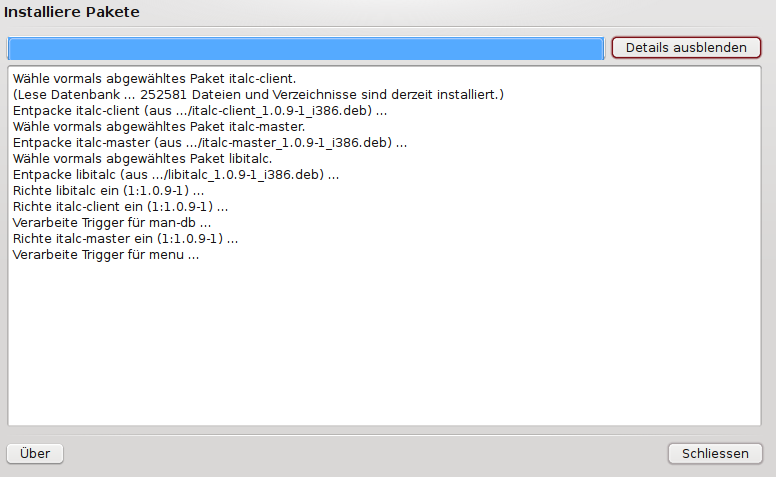 Installiere Pakete
Details ausblenden
Wähle vormals abgewähltes Paket italc-client.
(Lese Datenbank ... 252581 Dateien und Verzeichnisse sind derzeit installiert.)
Entpacke italc-client (aus .../italc-client_1.0.9-1_i386.deb) ...
Wähle vormals abgewähltes Paket italc-master.
Entpacke italc-master (aus .../italc-master_1.0.9-1_i386.deb) ...
Wähle vormals abgewähltes Paket libitalc.
Entpacke libitalc (aus .../libitalc_1.0.9-1_i386.deb) ...
Richte libitalc ein (1:1.0.9-1) ...
Richte italc-client ein (1:1.0.9-1) ...
Verarbeite Trigger für man-db ...
Richte italc-master ein (1:1.0.9-1) ...
Verarbeite Trigger für menu ...
Über
Schliessen